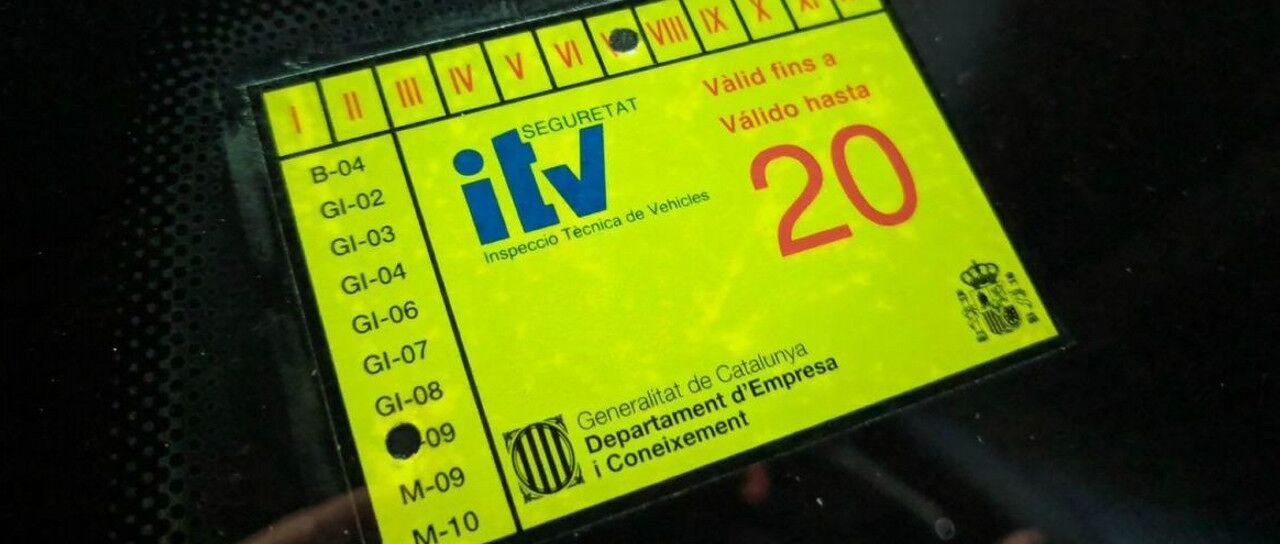 I II III IV V VI VIII IX X XI
B-04
GI-02
GI-03
GI-04
GI-06
GI-07
GI-08
-09
M-09
M-10
SEGURETAT
itv
Inspeccio Tècnica de Vehicles
Vàlid fins a
Válido hasta
20
Generalitat de Catalunya
Departament d'Empresa
i Coneixement